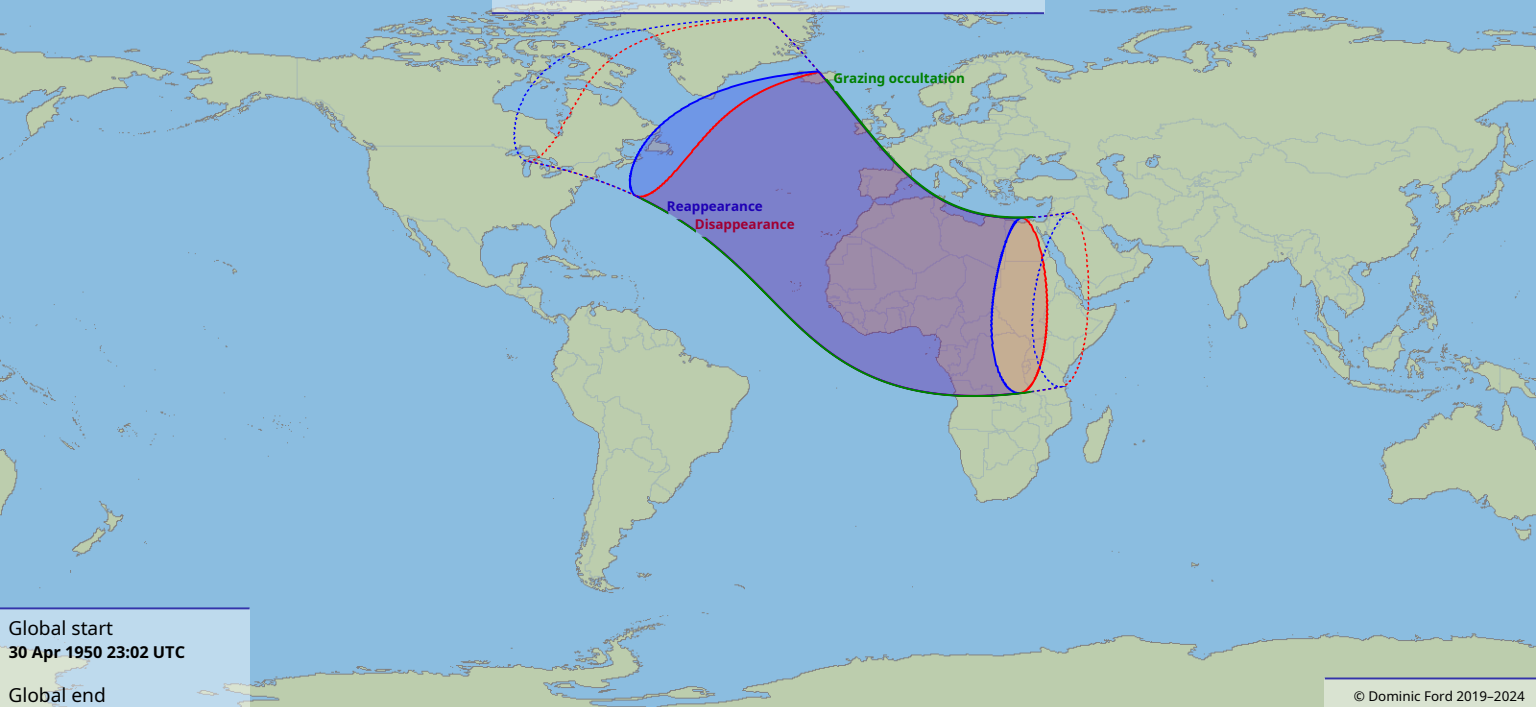 Grazing occultation
Reappearance
Disappearance
Global start
30 Apr 1950 23:02 UTC
Global end
© Dominic Ford 2019–2024